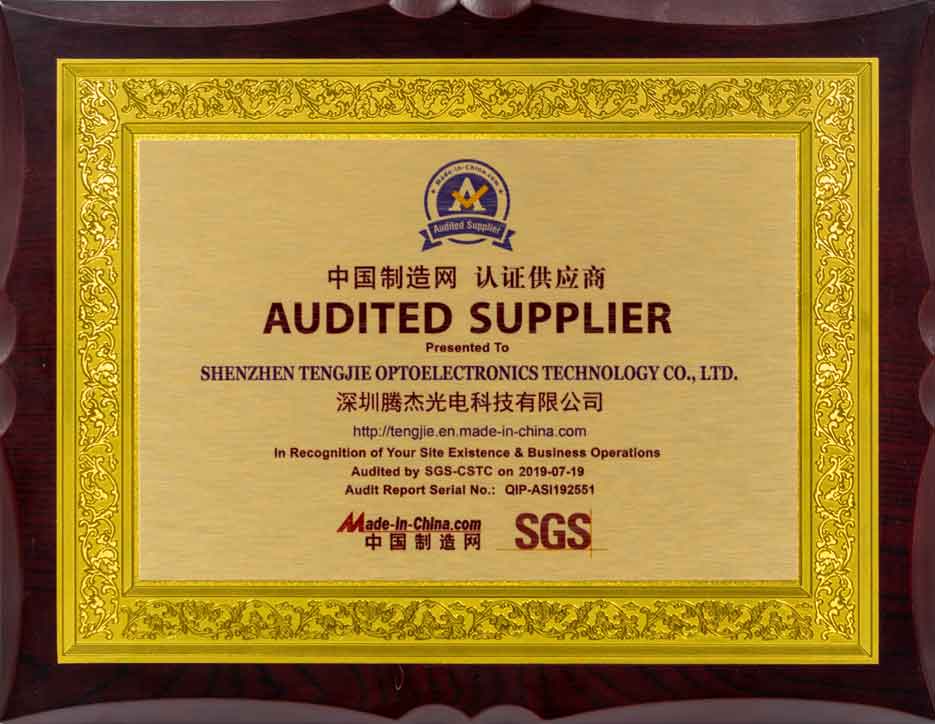 Made-in-China.com
Audited Supplier
中国制造网 认证供应商
AUDITED SUPPLIER
Presented To
SHENZHEN TENGJIE OPTOELECTRONICS TECHNOLOGY CO., LTD.
深圳腾杰光电科技有限公司
http://tengjie.en.made-in-china.com
In Recognition of Your Site Existence & Business Operations
Audited by SGS-CSTC on 2019-07-19
Audit Report Serial No.: QIP-ASI192551
Made-in-China.com
中国制造网
SGS